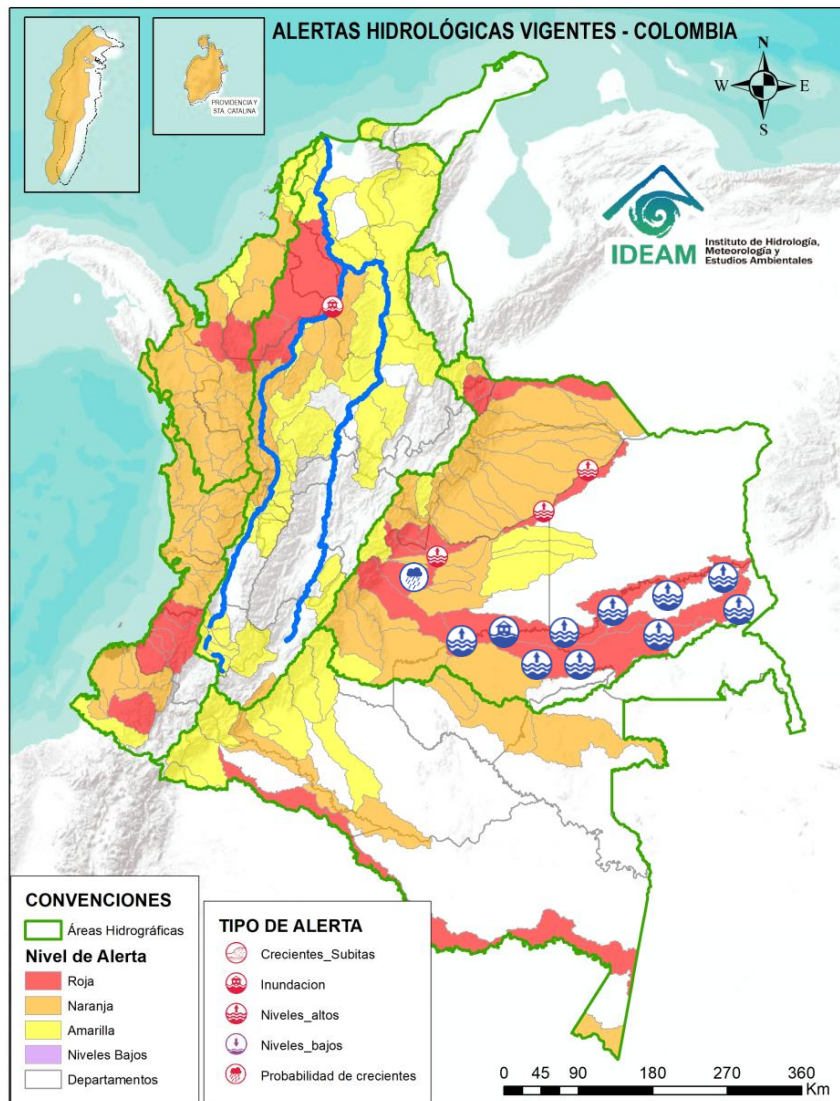 ALERTAS HIDROLÓGICAS VIGENTES - COLOMBIA
PROVIDENCIA Y
STA. CATALINA
N
W
E
S
IDEAM
Instituto de Hidrología,
Meteorología y
Estudios Ambientales
CONVENCIONES
Áreas Hidrográficas
Nivel de Alerta
Roja
Naranja
Amarilla
Niveles Bajos
Departamentos
TIPO DE ALERTA
Crecientes_Subitas
Inundacion
Niveles_altos
Niveles_bajos
Probabilidad de crecientes
0 45 90 180 270 360
Km